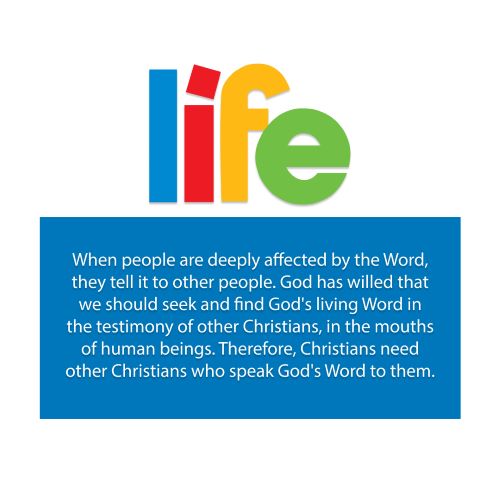 life
When people are deeply affected by the Word,
they tell it to other people. God has willed that
we should seek and find God's living Word in
the testimony of other Christians, in the mouths
of human beings. Therefore, Christians need
other Christians who speak God's Word to them.